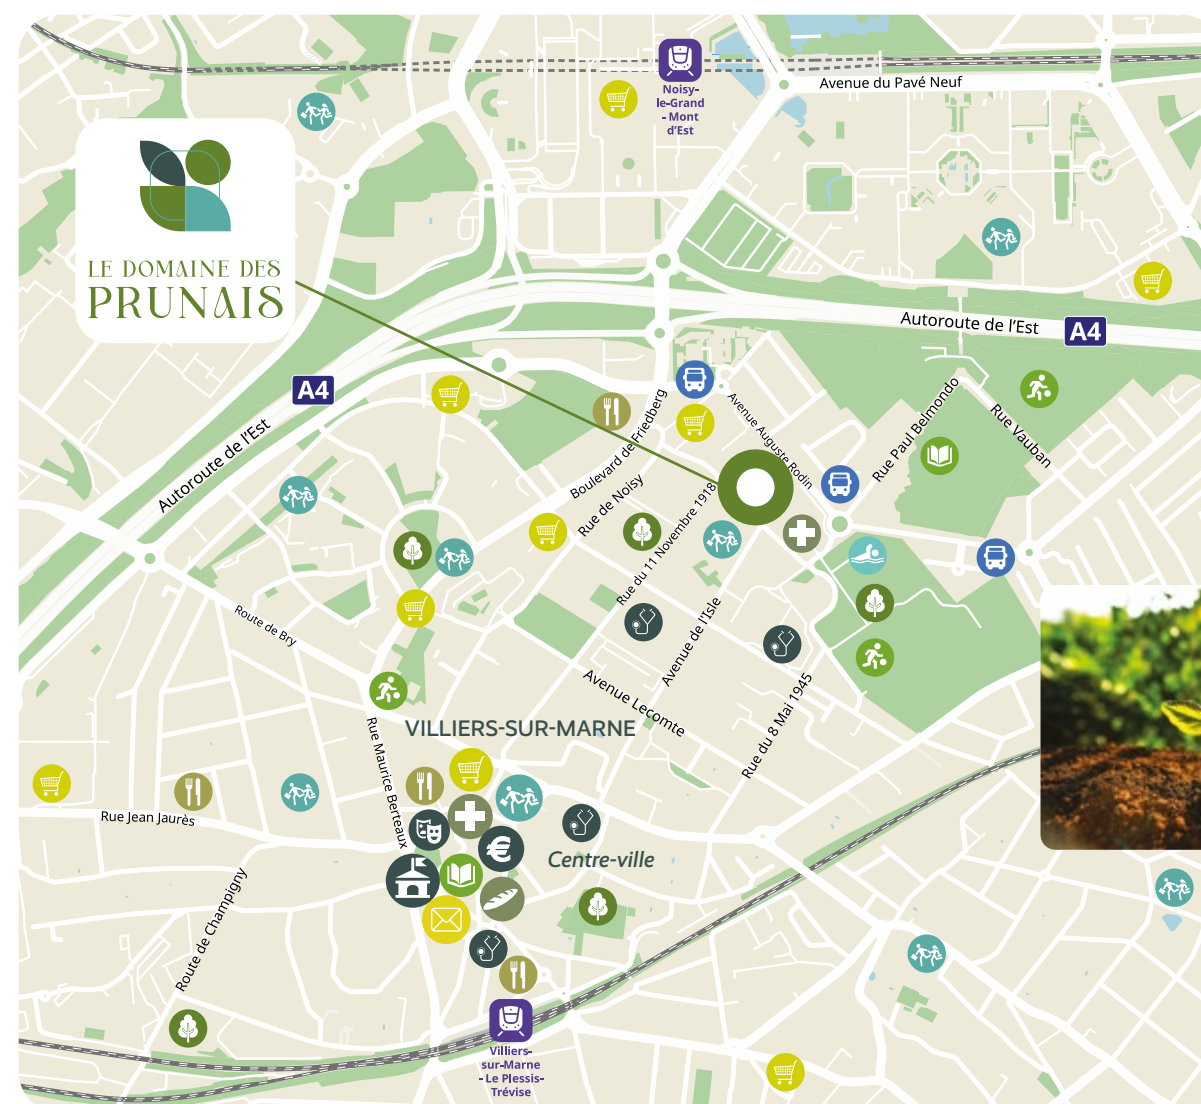 Noisy-
le-Grand
- Mont
d'Est
Avenue du Pavé Neuf
LE DOMAINE DES
PRUNAIS
Autoroute de l'Est
A4
A4
Autoroute de l'Est
Boulevard de Friedberg
Avenue Auguste Rodin
Rue Paul Belmondo
Rue Vauban
Rue de Noisy
Rue du 11 Novembre 1918
Route de Bry
Avenue de l'Isle
Avenue Lecomte
Rue du 8 Mai 1945
VILLIERS-SUR-MARNE
Rue Maurice Berteaux
Rue Jean Jaurès
€
Centre-ville
Route de Champigny
Villiers-
sur-Marne
- Le Plessis-
Trévise